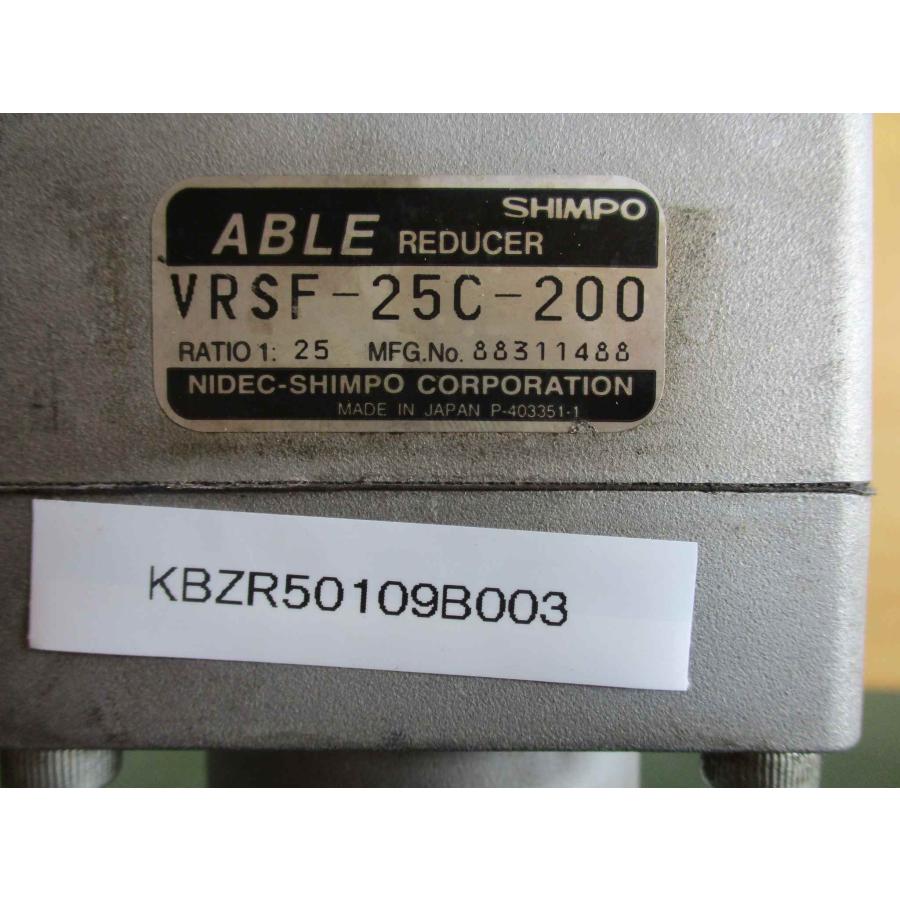 SHIMPO
ABLE REDUCER
VRSF-25C-200
RATIO 1: 25 MFG.No. 88311488
NIDEC-SHIMPO CORPORATION
MADE IN JAPAN P-403351-1
KBZR50109B003